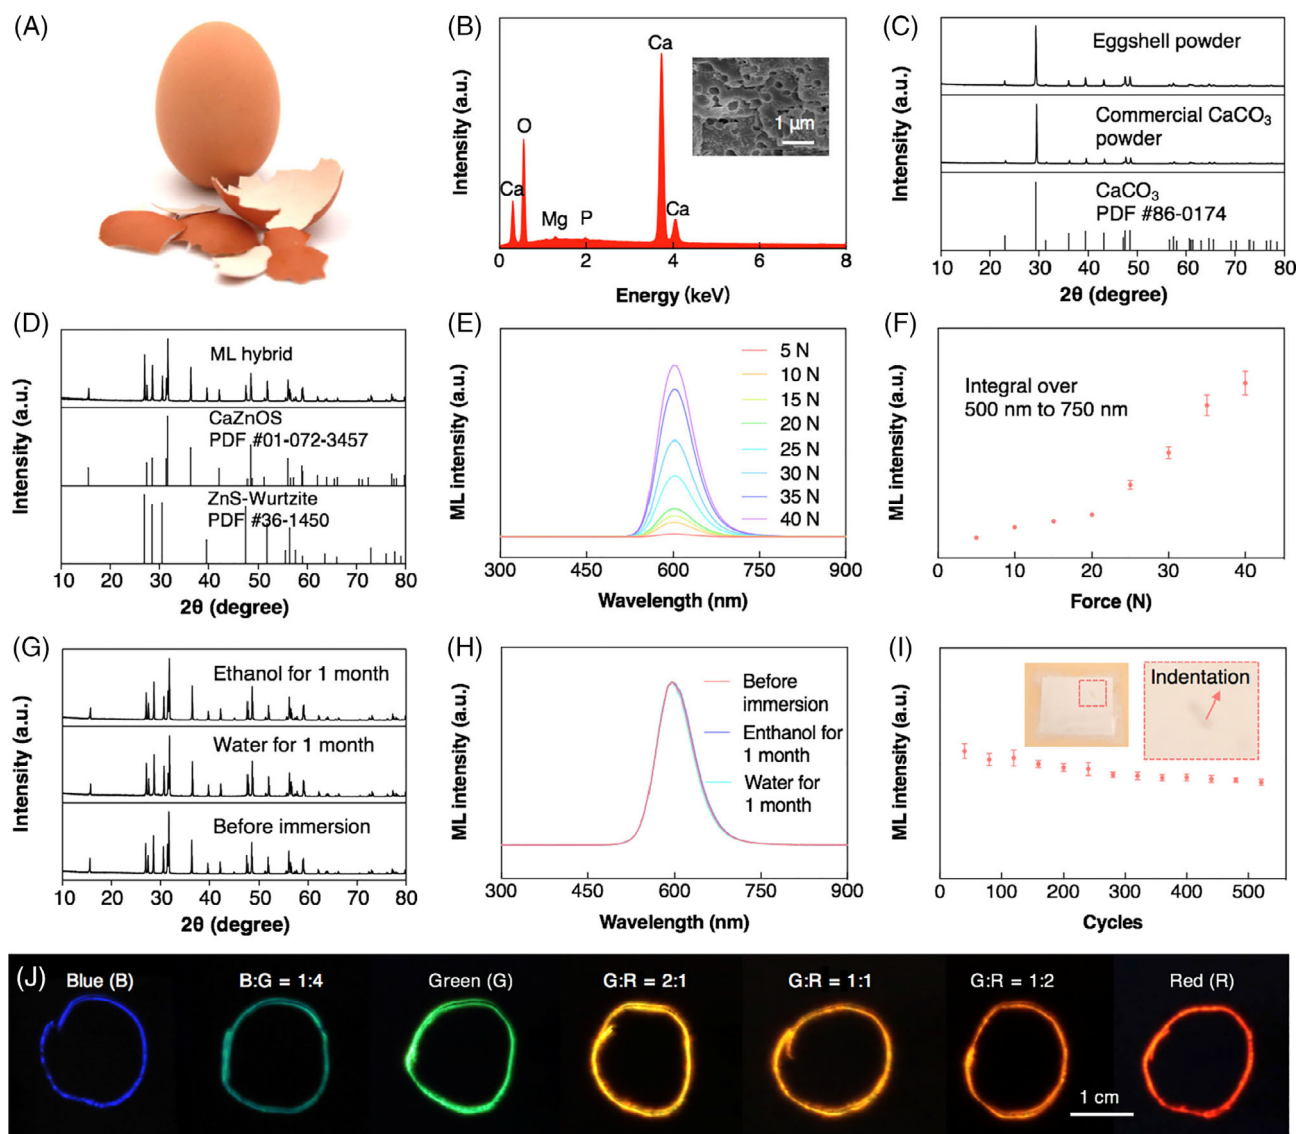 (A)
(B)
Intensity (a.u.)
Ca
O
Mg
P
Ca
Ca
1 μm
0
2
4
6
8
Energy (keV)
(C)
Intensity (a.u.)
Eggshell powder
Commercial CaCO₃
powder
CaCO₃
PDF #86-0174
10 20 30 40 50 60 70 80
2θ (degree)
(D)
Intensity (a.u.)
ML hybrid
CaZnOS
PDF #01-072-3457
ZnS-Wurtzite
PDF #36-1450
10 20 30 40 50 60 70 80
2θ (degree)
(E)
ML intensity (a.u.)
5 N
10 N
15 N
20 N
25 N
30 N
35 N
40 N
300 450 600 750 900
Wavelength (nm)
(F)
ML intensity (a.u.)
Integral over
500 nm to 750 nm
0 10 20 30 40
Force (N)
(G)
Intensity (a.u.)
Ethanol for 1 month
Water for 1 month
Before immersion
10 20 30 40 50 60 70 80
2θ (degree)
(H)
ML intensity (a.u.)
Before
immersion
Enthanol for
1 month
Water for
1 month
300 450 600 750 900
Wavelength (nm)
(I)
ML intensity (a.u.)
Indentation
0 100 200 300 400 500
Cycles
(J)
Blue (B)
B:G = 1:4
Green (G)
G:R = 2:1
G:R = 1:1
G:R = 1:2
Red (R)
1 cm